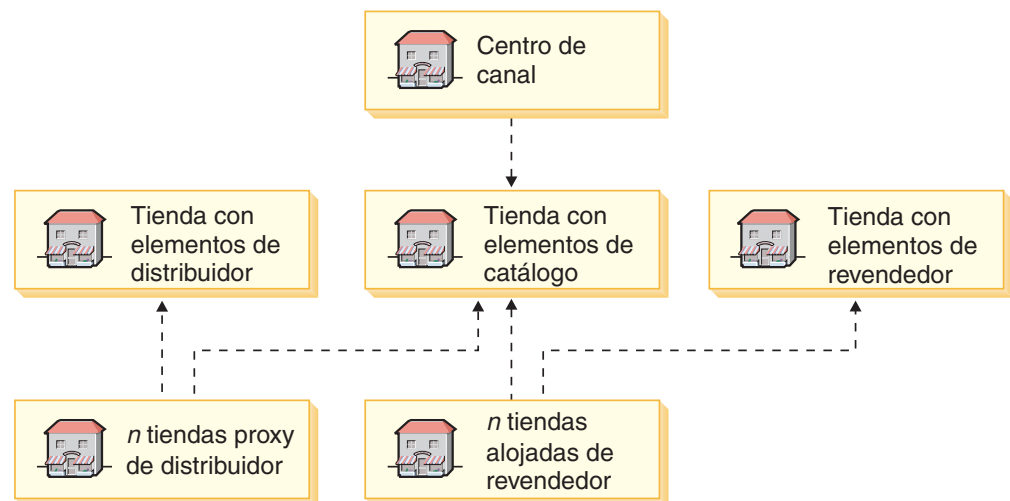 Centro de
canal
Tienda con
elementos de
distribuidor
Tienda con
elementos de
catálogo
Tienda con
elementos de
revendedor
n tiendas proxy
de distribuidor
n tiendas
alojadas de
revendedor